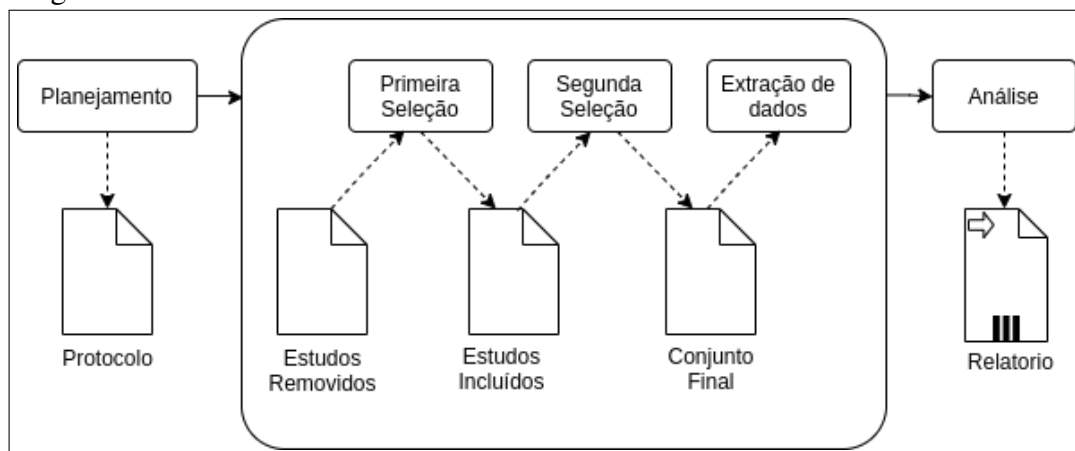 Planejamento
Primeira
Seleção
Segunda
Seleção
Extração de
dados
Análise
Protocolo
Estudos
Removidos
Estudos
Incluídos
Conjunto
Final
Relatorio